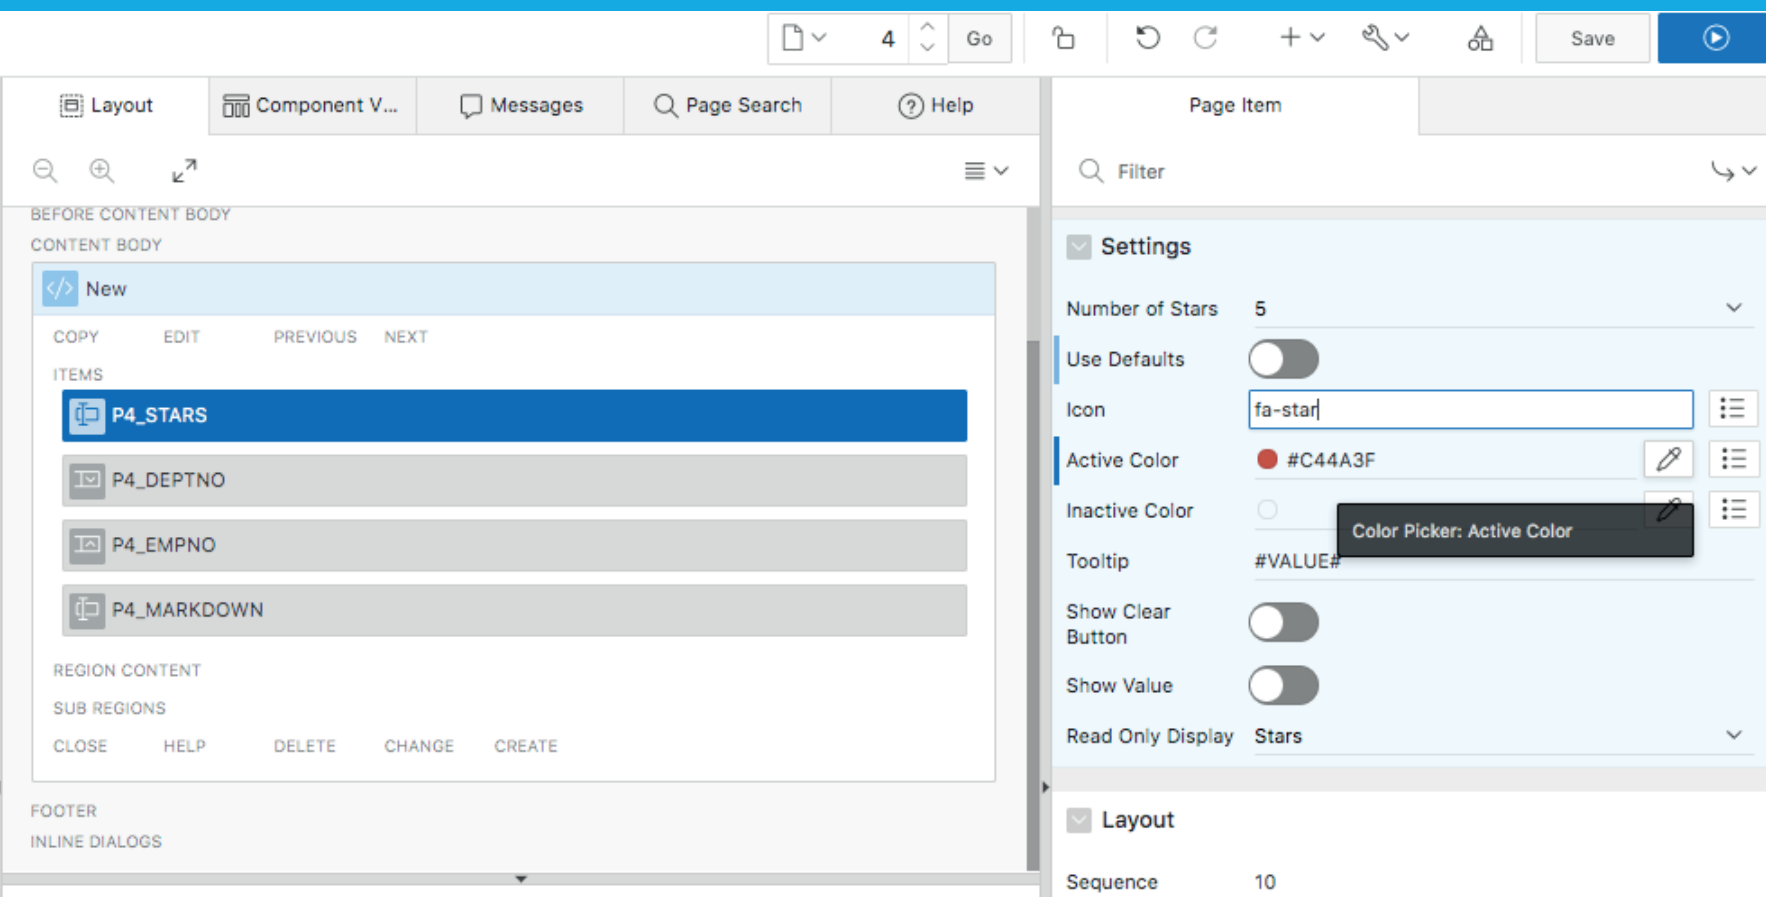 4 Go Save
Layout Component V... Messages Page Search Help Page Item
Filter
BEFORE CONTENT BODY
CONTENT BODY
New
COPY EDIT PREVIOUS NEXT
ITEMS
P4_STARS
P4_DEPTNO
P4_EMPNO
P4_MARKDOWN
REGION CONTENT
SUB REGIONS
CLOSE HELP DELETE CHANGE CREATE
FOOTER
INLINE DIALOGS
Settings
Number of Stars 5
Use Defaults
Icon fa-star
Active Color #C44A3F
Inactive Color
Color Picker: Active Color
Tooltip #VALUE#
Show Clear
Button
Show Value
Read Only Display Stars
Layout
Sequence 10